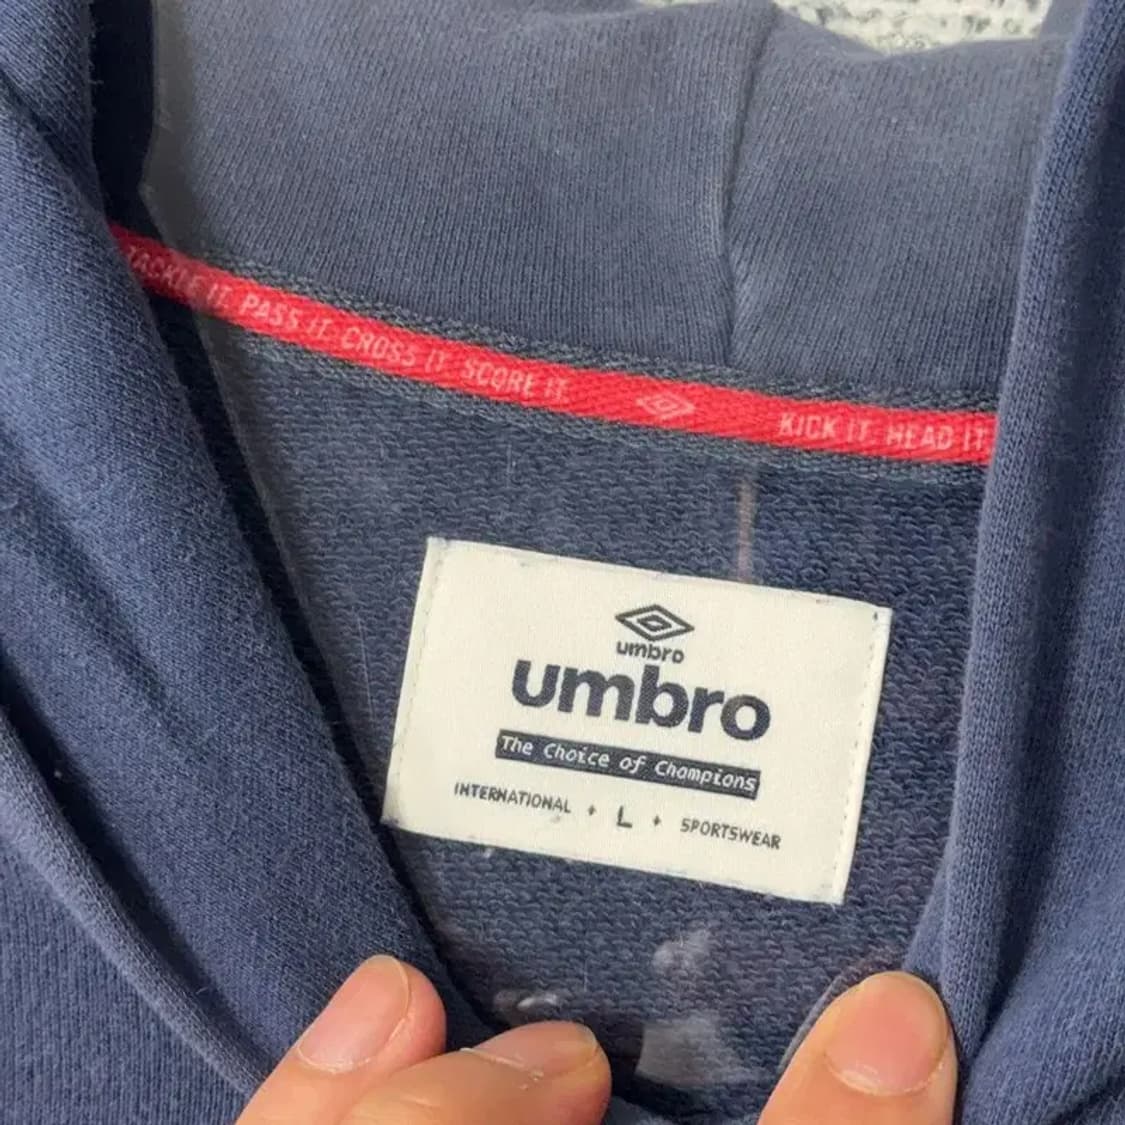 TACKLE IT. PASS IT. CROSS IT. SCORE IT. KICK IT. HEAD IT
umbro
umbro
The Choice of Champions
INTERNATIONAL + L + SPORTSWEAR